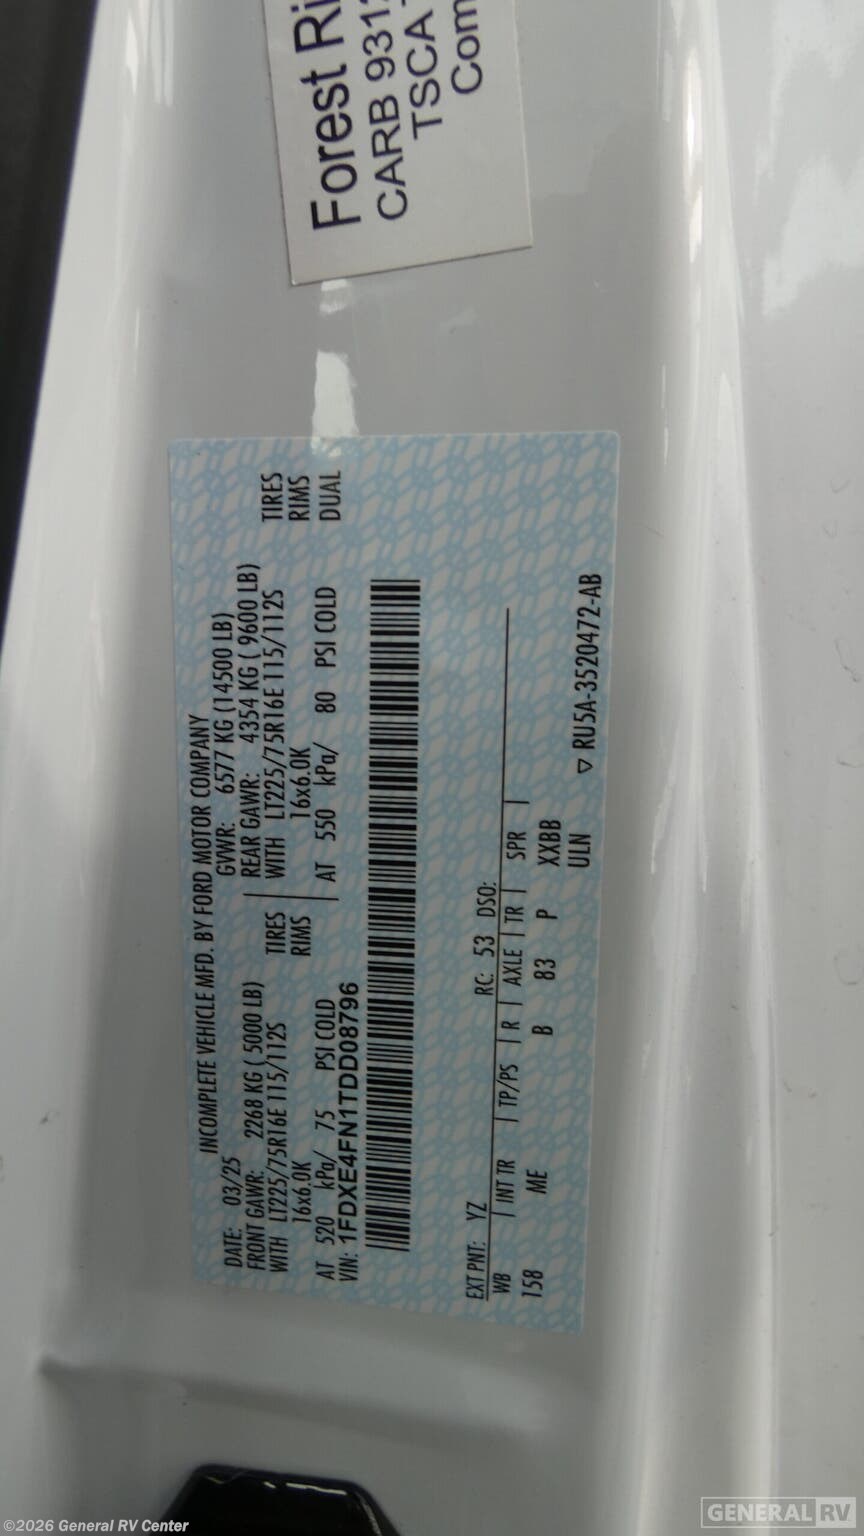 Forest Ri
CARB 9312
TSCA
Com
INCOMPLETE VEHICLE MFD. BY FORD MOTOR COMPANY
DATE: 03/25 GVWR: 6577 KG (14500 LB)
FRONT GAWR: 2268 KG ( 5000 LB) REAR GAWR: 4354 KG ( 9600 LB)
WITH LT225/75R16E 115/112S TIRES WITH LT225/75R16E 115/112S TIRES
16x6.0K RIMS 16x6.0K RIMS
AT 520 kPa/ 75 PSI COLD AT 550 kPa/ 80 PSI COLD DUAL
VIN: 1FDXE4FN1TDD08796
EXT PNT: YZ RC: 53 DSO:
WB | INT TR | TP/PS | R | AXLE | TR | SPR |
158 ME B 83 P XXBB
ULN
▽ RU5A-3520472-AB
©2026 General RV Center
GENERAL RV